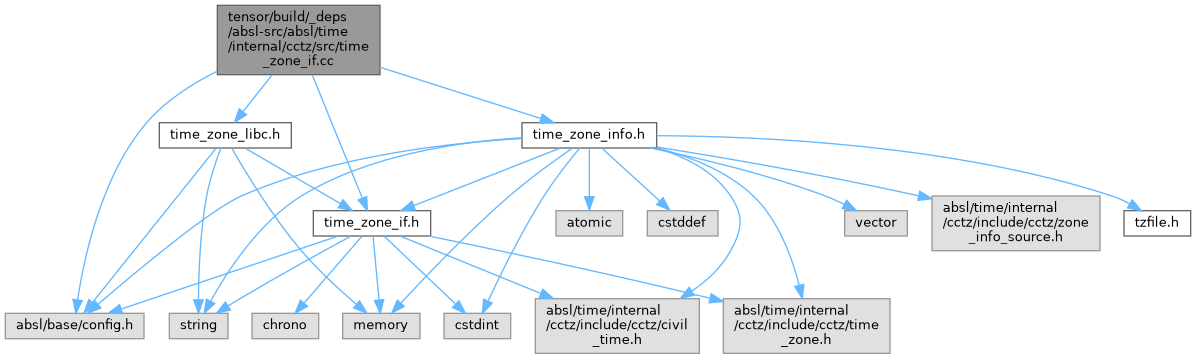 tensor/build/_deps
/absl-src/absl/time
/internal/cctz/src/time
_zone_if.cc
time_zone_libc.h
time_zone_info.h
time_zone_if.h
atomic
cstddef
vector
absl/time/internal
/cctz/include/cctz/zone
_info_source.h
tzfile.h
absl/base/config.h
string
chrono
memory
cstdint
absl/time/internal
/cctz/include/cctz/civil
_time.h
absl/time/internal
/cctz/include/cctz/time
_zone.h